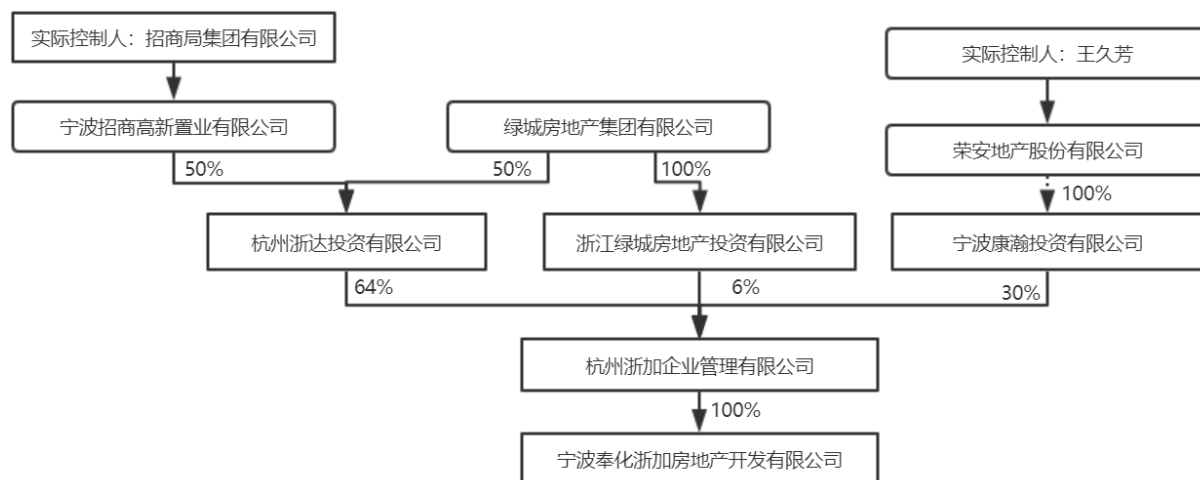 实际控制人：招商局集团有限公司
实际控制人：王久芳
宁波招商高新置业有限公司
绿城房地产集团有限公司
荣安地产股份有限公司
50%
50%
100%
100%
杭州浙达投资有限公司
浙江绿城房地产投资有限公司
宁波康瀚投资有限公司
64%
6%
30%
杭州浙加企业管理有限公司
100%
宁波奉化浙加房地产开发有限公司